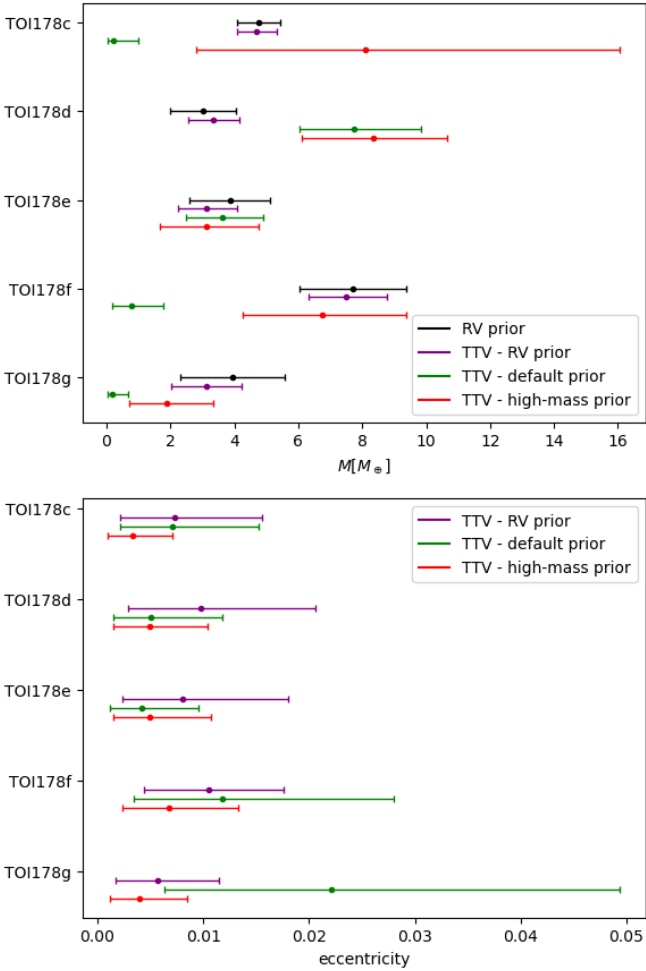 TOI178c
TOI178d
TOI178e
TOI178f
TOI178g
RV prior
TTV - RV prior
TTV - default prior
TTV - high-mass prior
0 2 4 6 8 10 12 14 16
M[M⊕]
TOI178c
TOI178d
TOI178e
TOI178f
TOI178g
TTV - RV prior
TTV - default prior
TTV - high-mass prior
0.00 0.01 0.02 0.03 0.04 0.05
eccentricity